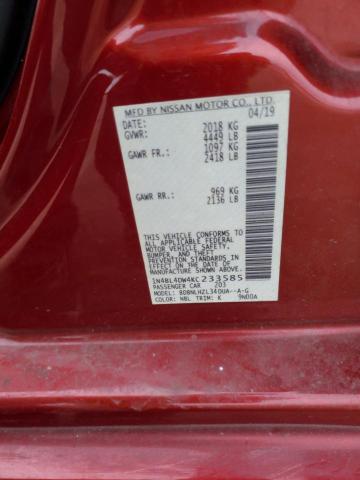 MFD BY NISSAN MOTOR CO., LTD.
DATE: 04/19
GVWR: 2018 KG
4449 LB
GAWR FR.: 1097 KG
2418 LB
GAWR RR.: 969 KG
2136 LB
THIS VEHICLE CONFORMS TO
ALL APPLICABLE FEDERAL
MOTOR VEHICLE SAFETY,
BUMPER, AND THEFT
PREVENTION STANDARDS IN
EFFECT ON THE DATE OF
MANUFACTURE SHOWN ABOVE.
1N4BL4DW4KC233585
PASSENGER CAR 203
MODEL: BDBNLHZL34OUA--A-G
COLOR: NBL TRIM: K 9N00A